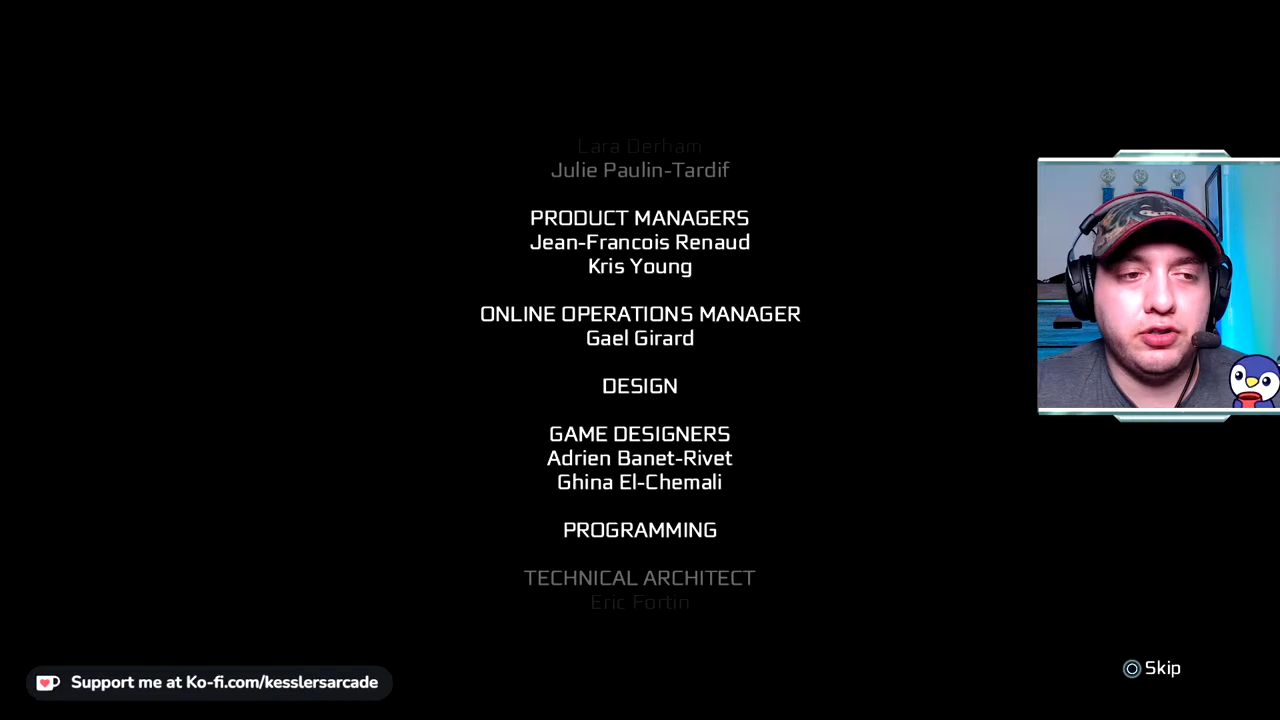 Lara Derham
Julie Paulin-Tardif
PRODUCT MANAGERS
Jean-Francois Renaud
Kris Young
ONLINE OPERATIONS MANAGER
Gael Girard
DESIGN
GAME DESIGNERS
Adrien Banet-Rivet
Ghina El-Chemali
PROGRAMMING
TECHNICAL ARCHITECT
Eric Fortin
Skip
Support me at Ko-fi.com/kesslersarcade